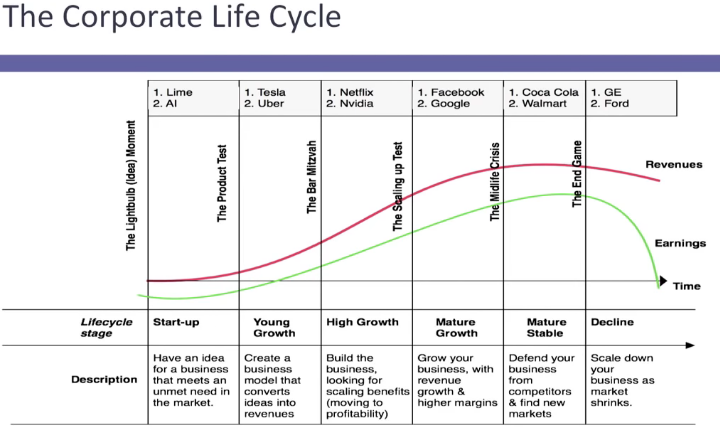 The Corporate Life Cycle
1. Lime
2. AI
1. Tesla
2. Uber
1. Netflix
2. Nvidia
1. Facebook
2. Google
1. Coca Cola
2. Walmart
1. GE
2. Ford
The Lightbulb (Idea) Moment
The Product Test
The Bar Mitzvah
The Scaling up Test
The Midlife Crisis
The End Game
Revenues
Earnings
Time
Lifecycle
stage
Start-up
Young
Growth
High Growth
Mature
Growth
Mature
Stable
Decline
Description
Have an idea
for a business
that meets an
unmet need in
the market.
Create a
business
model that
converts
ideas into
revenues
Build the
business,
looking for
scaling benefits
(moving to
profitability)
Grow your
business, with
revenue
growth &
higher margins
Defend your
business
from
competitors
& find new
markets
Scale down
your
business as
market
shrinks.